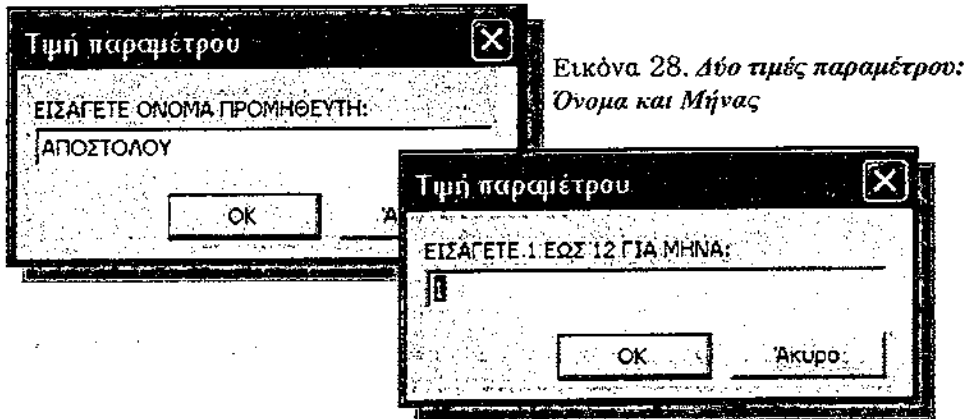 Τιμή παραμέτρου
ΕΙΣΑΓΕΤΕ ΟΝΟΜΑ ΠΡΟΜΗΘΕΥΤΗ:
ΑΠΟΣΤΟΛΟΥ
OK
Εικόνα 28. Δύο τιμές παραμέτρου:
Όνομα και Μήνας
Τιμή παραμέτρου
ΕΙΣΑΓΕΤΕ 1 ΕΩΣ 12 ΓΙΑ ΜΗΝΑ:
OK Άκυρο